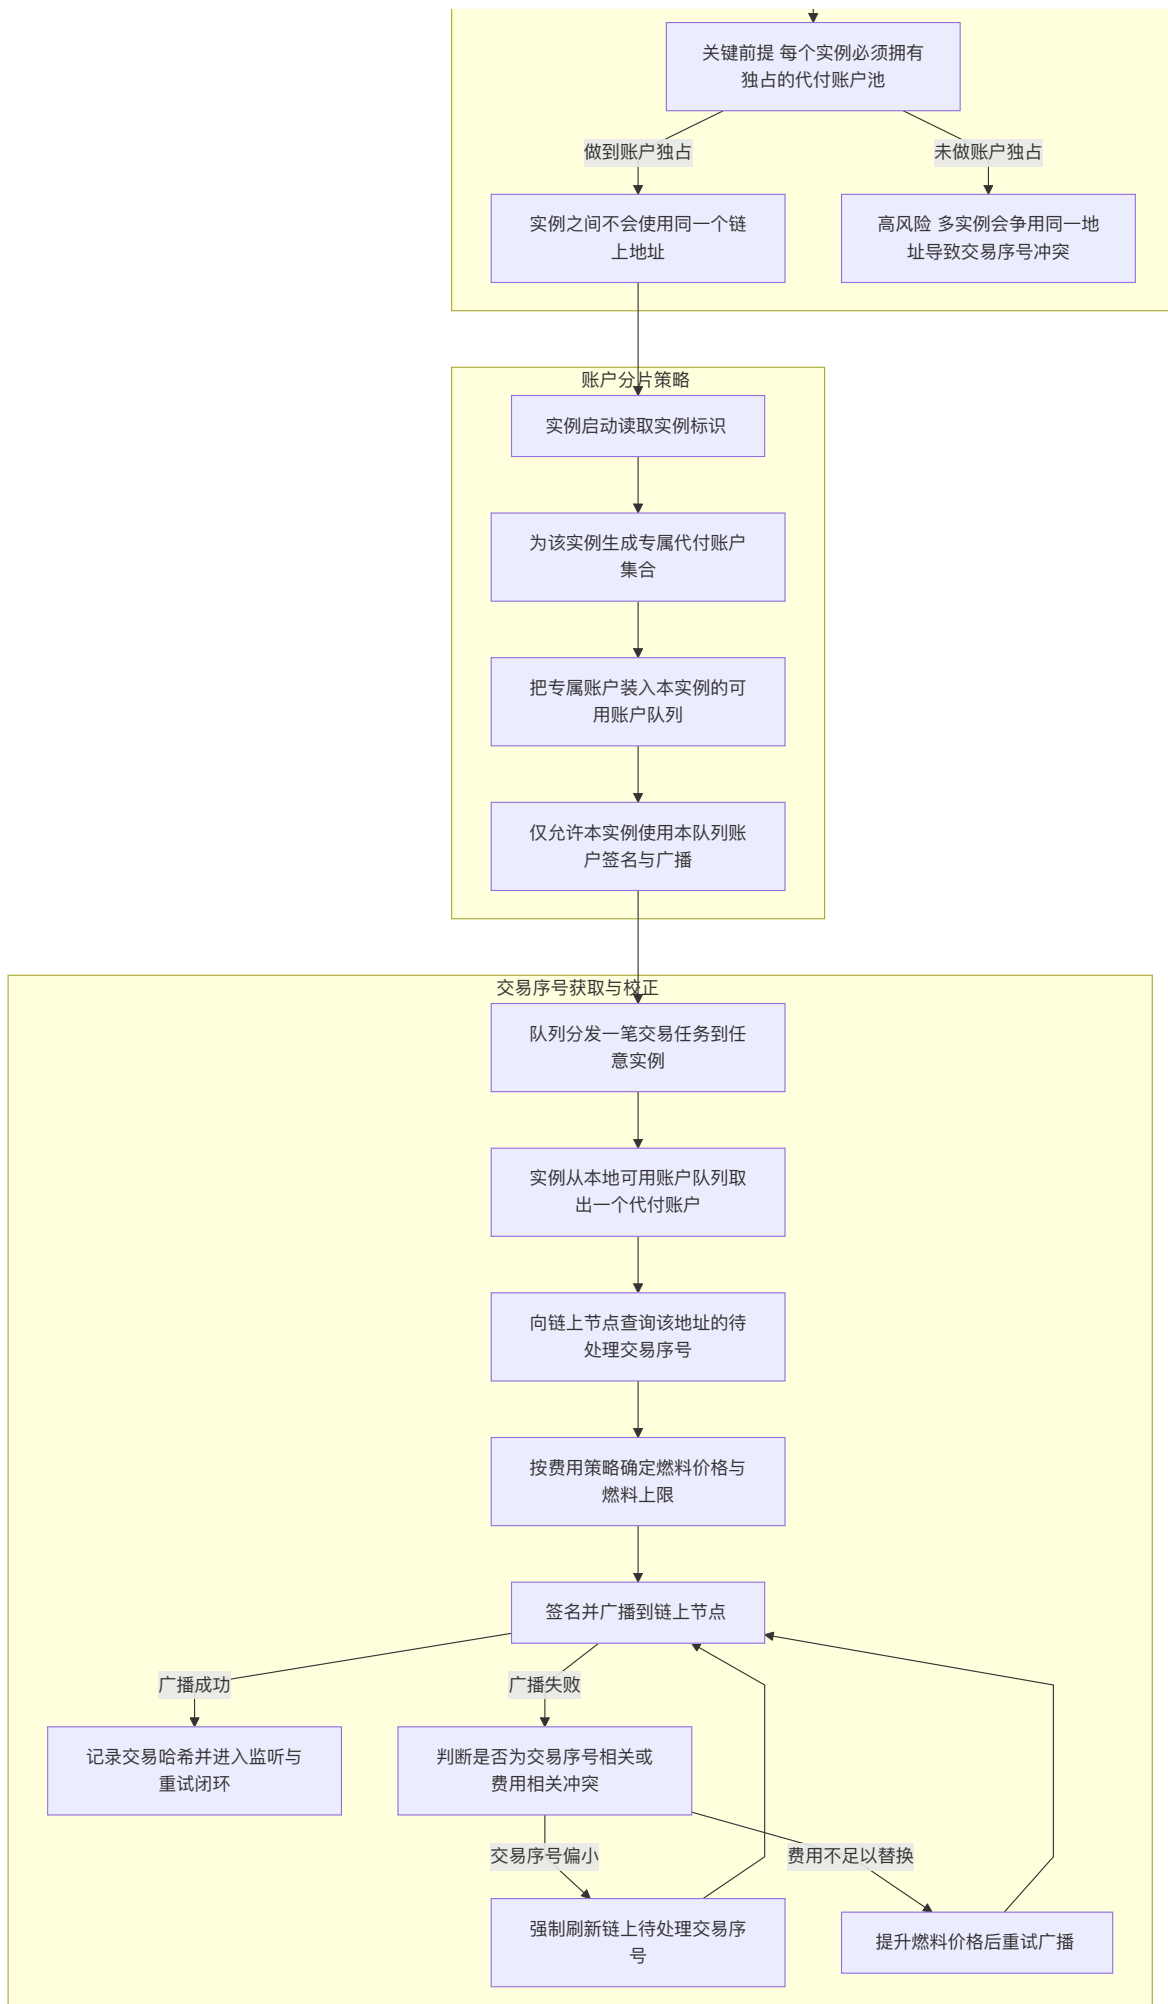 关键前提 每个实例必须拥有
独占的代付账户池
做到账户独占
未做账户独占
实例之间不会使用同一个链
上地址
高风险 多实例会争用同一地
址导致交易序号冲突
账户分片策略
实例启动读取实例标识
为该实例生成专属代付账户
集合
把专属账户装入本实例的可
用账户队列
仅允许本实例使用本队列账
户签名与广播
交易序号获取与校正
队列分发一笔交易任务到任
意实例
实例从本地可用账户队列取
出一个代付账户
向链上节点查询该地址的待
处理交易序号
按费用策略确定燃料价格与
燃料上限
签名并广播到链上节点
广播成功
广播失败
记录交易哈希并进入监听与
重试闭环
判断是否为交易序号相关或
费用相关冲突
交易序号偏小
费用不足以替换
强制刷新链上待处理交易序
号
提升燃料价格后重试广播